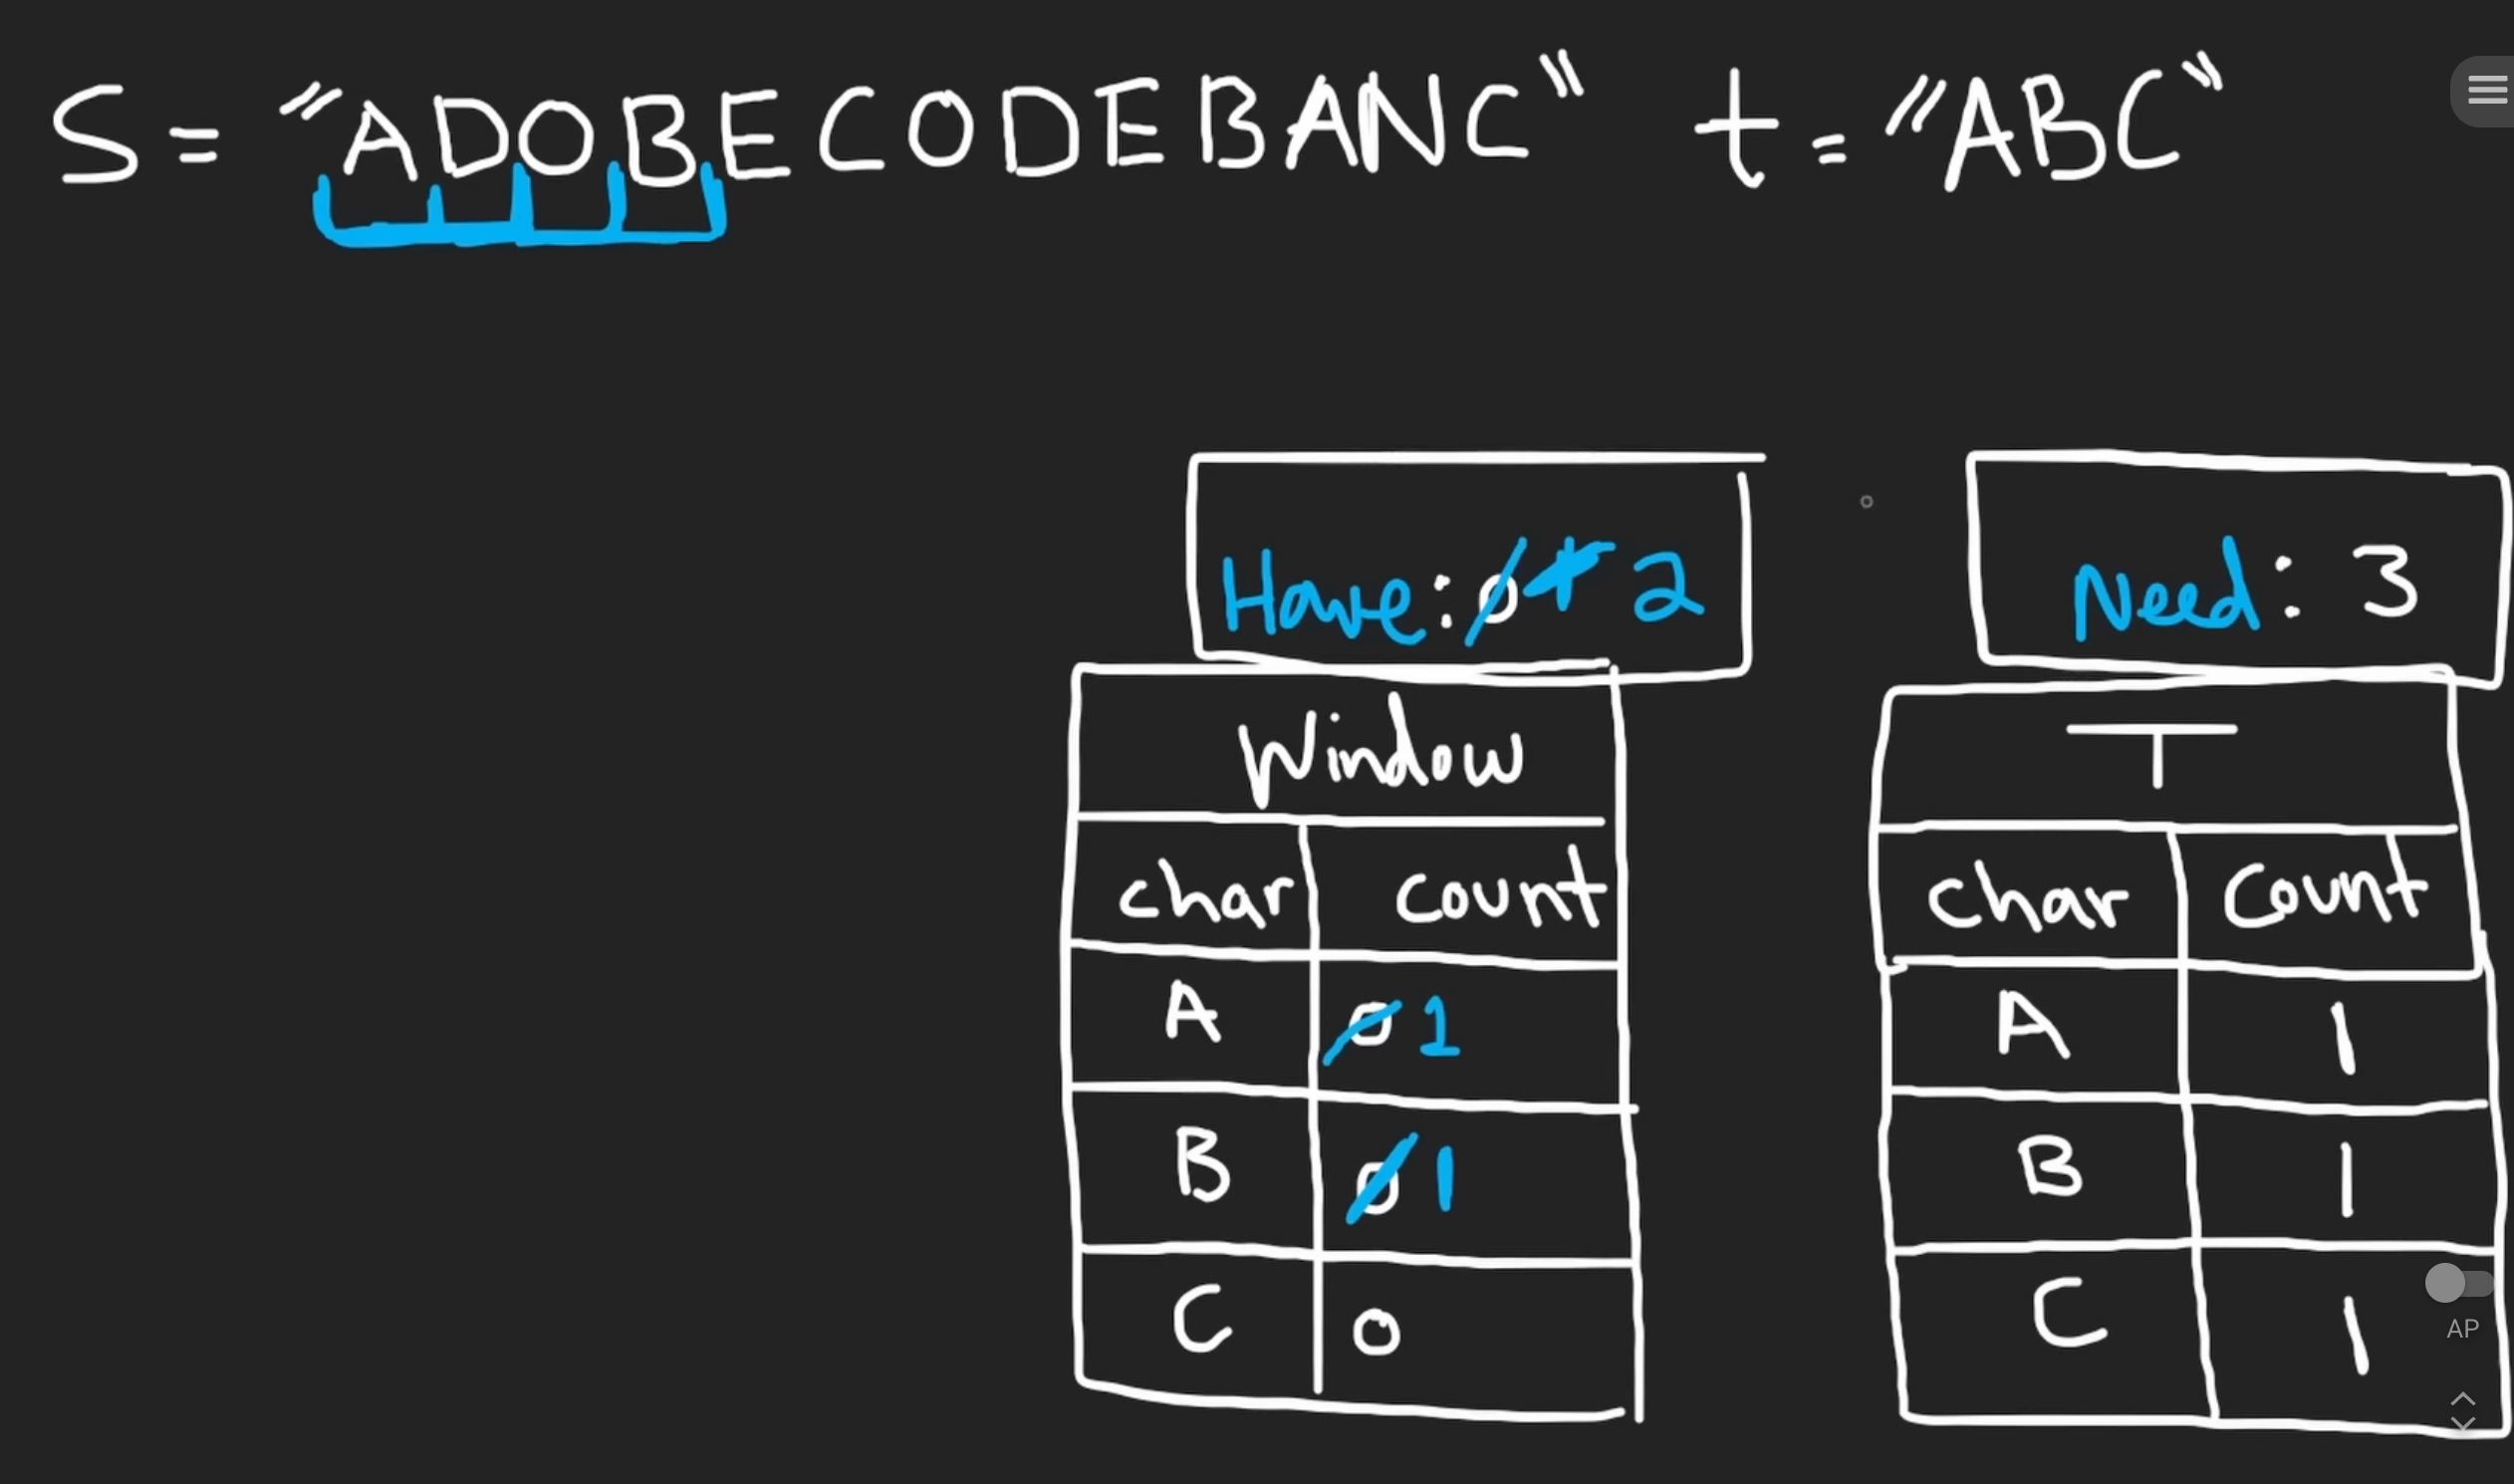 S = "ADOBECODEBANC" t = "ABC"
Have: 0 1 2
Need: 3
Window
char count
A 0 1
B 0 1
C 0
T
char count
A 1
B 1
C 1
AP